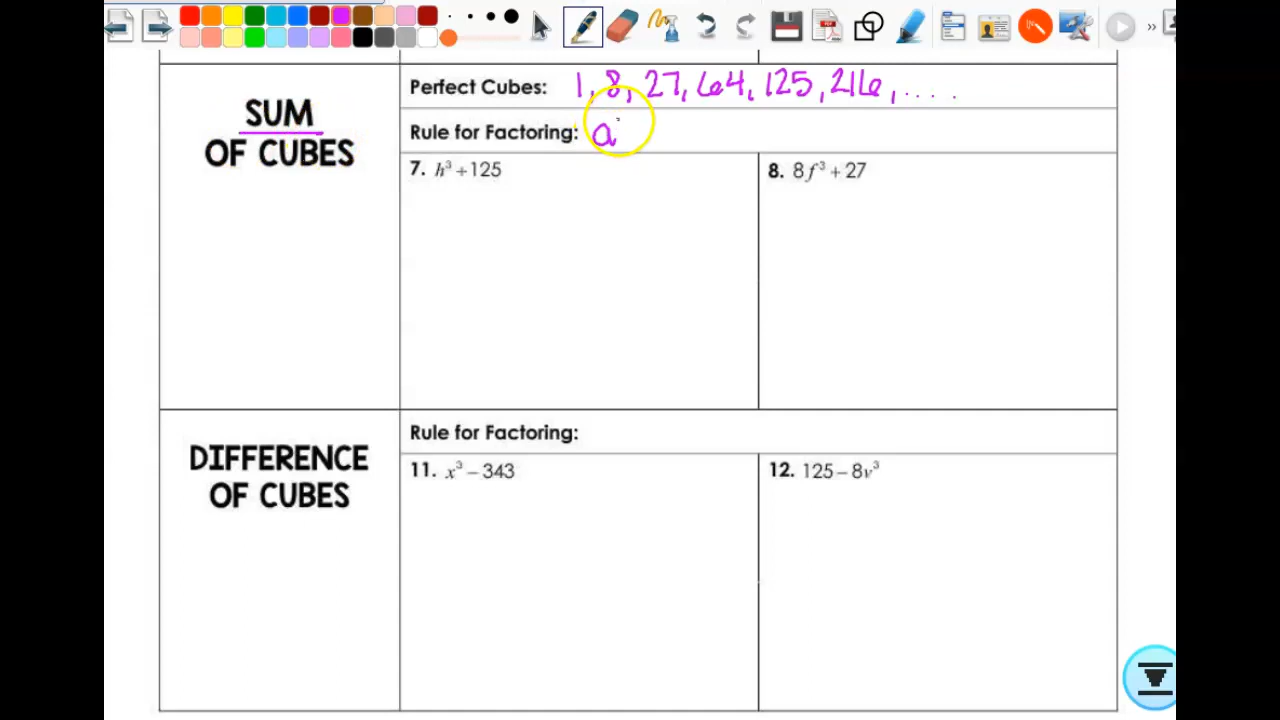 SUM
OF CUBES
Perfect Cubes: 1, 8, 27, 64, 125, 216, ....
Rule for Factoring: a
7. h³ + 125
8. 8f³ + 27
DIFFERENCE
OF CUBES
Rule for Factoring:
11. x³ – 343
12. 125 – 8v³